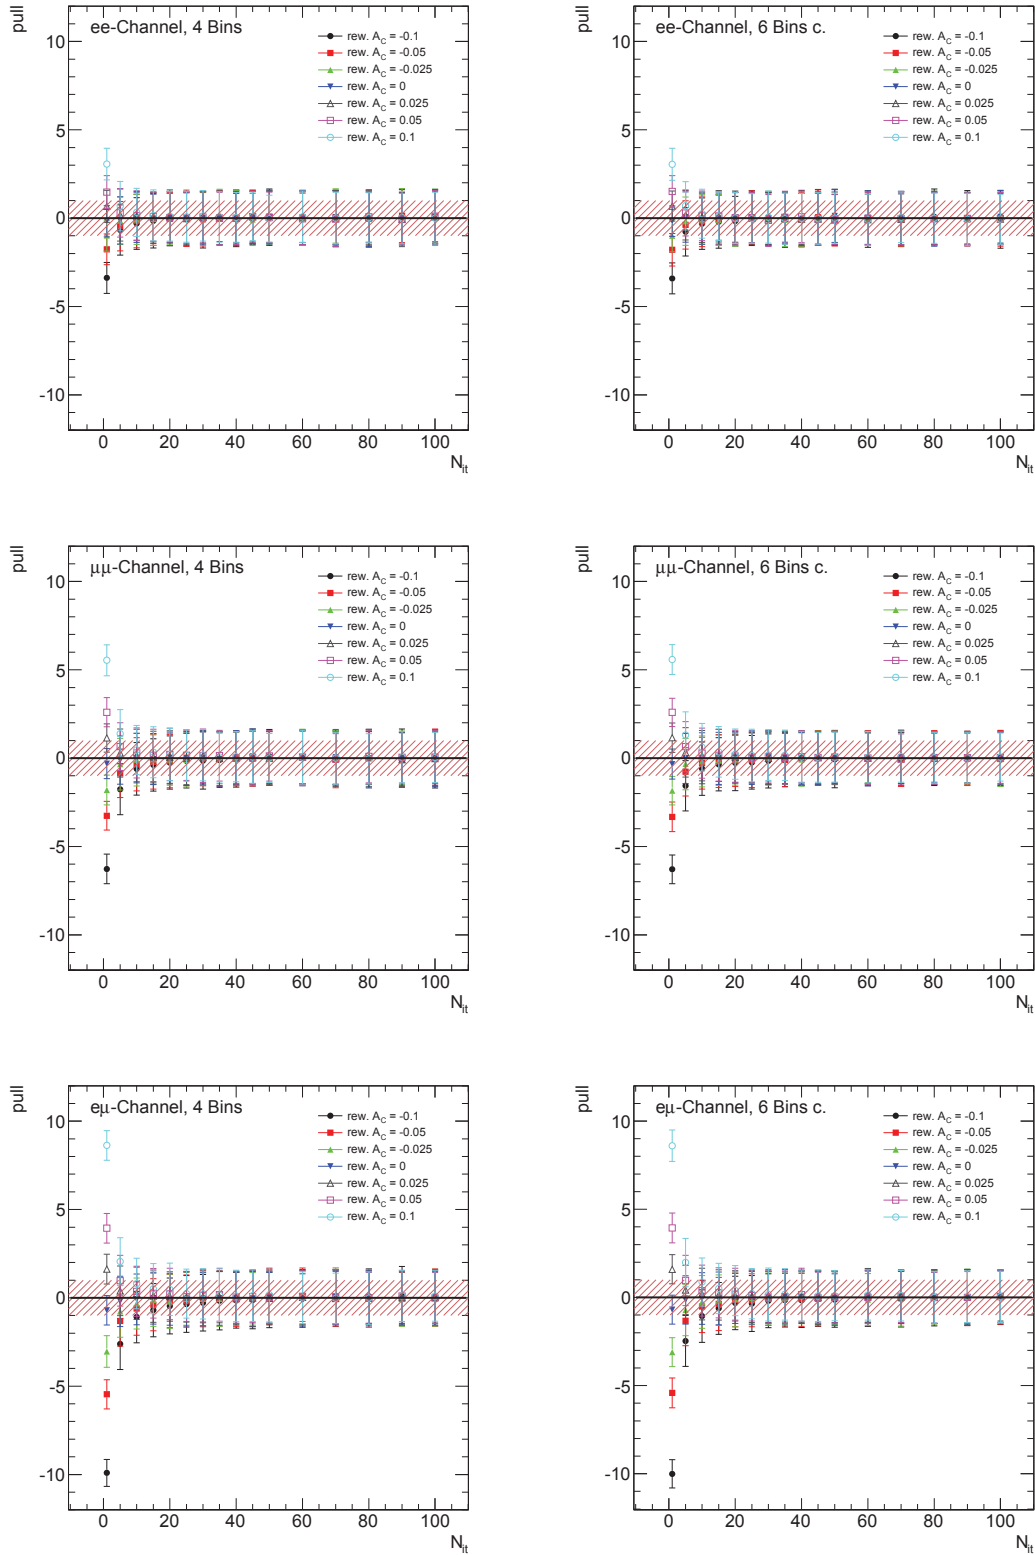 pull
ee-Channel, 4 Bins
rew. A_C = -0.1
rew. A_C = -0.05
rew. A_C = -0.025
rew. A_C = 0
rew. A_C = 0.025
rew. A_C = 0.05
rew. A_C = 0.1
10
5
0
-5
-10
0 20 40 60 80 100
N_it
pull
ee-Channel, 6 Bins c.
rew. A_C = -0.1
rew. A_C = -0.05
rew. A_C = -0.025
rew. A_C = 0
rew. A_C = 0.025
rew. A_C = 0.05
rew. A_C = 0.1
10
5
0
-5
-10
0 20 40 60 80 100
N_it
pull
μμ-Channel, 4 Bins
rew. A_C = -0.1
rew. A_C = -0.05
rew. A_C = -0.025
rew. A_C = 0
rew. A_C = 0.025
rew. A_C = 0.05
rew. A_C = 0.1
10
5
0
-5
-10
0 20 40 60 80 100
N_it
pull
μμ-Channel, 6 Bins c.
rew. A_C = -0.1
rew. A_C = -0.05
rew. A_C = -0.025
rew. A_C = 0
rew. A_C = 0.025
rew. A_C = 0.05
rew. A_C = 0.1
10
5
0
-5
-10
0 20 40 60 80 100
N_it
pull
eμ-Channel, 4 Bins
rew. A_C = -0.1
rew. A_C = -0.05
rew. A_C = -0.025
rew. A_C = 0
rew. A_C = 0.025
rew. A_C = 0.05
rew. A_C = 0.1
10
5
0
-5
-10
0 20 40 60 80 100
N_it
pull
eμ-Channel, 6 Bins c.
rew. A_C = -0.1
rew. A_C = -0.05
rew. A_C = -0.025
rew. A_C = 0
rew. A_C = 0.025
rew. A_C = 0.05
rew. A_C = 0.1
10
5
0
-5
-10
0 20 40 60 80 100
N_it